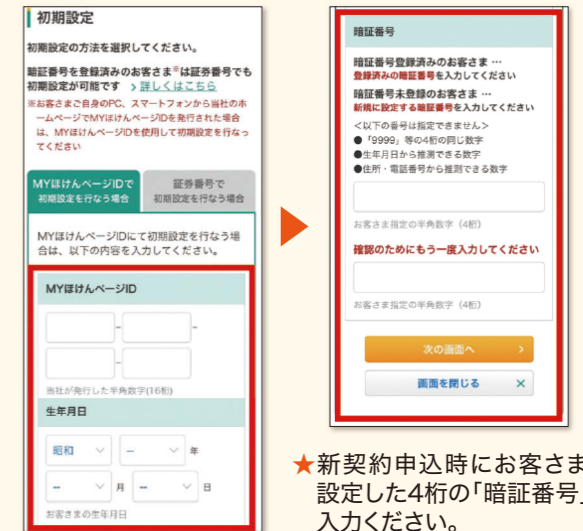 初期設定
初期設定の方法を選択してください。
暗証番号を登録済みのお客さま※は証券番号でも
初期設定が可能です >詳しくはこちら
※お客さまご自身のPC、スマートフォンから当社のホ
ームページでMYほけんページIDを発行された場合
は、MYほけんページIDを使用して初期設定を行なっ
てください
MYほけんページIDで
初期設定を行なう場合
証券番号で
初期設定を行なう場合
MYほけんページIDにて初期設定を行なう場
合は、以下の内容を入力してください。
MYほけんページID
- -
-
当社が発行した半角数字(16桁)
生年月日
昭和 -- 年
-- 月 -- 日
お客さまの生年月日
暗証番号
暗証番号登録済みのお客さま …
登録済みの暗証番号を入力してください
暗証番号未登録のお客さま …
新規に設定する暗証番号を入力してください
<以下の番号は指定できません>
●「9999」等の4桁の同じ数字
●生年月日から推測できる数字
●住所・電話番号から推測できる数字
お客さま指定の半角数字(4桁)
確認のためにもう一度入力してください
お客さま指定の半角数字(4桁)
次の画面へ >
画面を閉じる ×
★新契約申込時にお客さま
設定した4桁の「暗証番号」
入力ください。